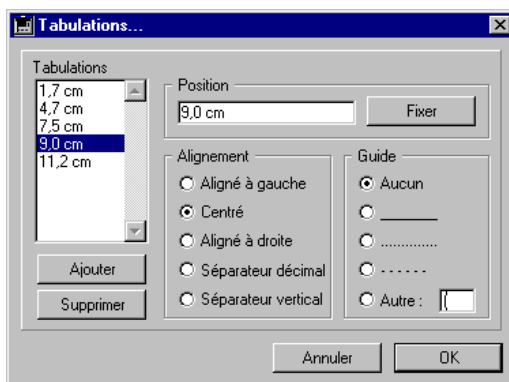 Tabulations...
Tabulations
1,7 cm
4,7 cm
7,5 cm
9,0 cm
11,2 cm
Ajouter
Supprimer
Position
9,0 cm
Fixer
Alignement
Aligné à gauche
Centré
Aligné à droite
Séparateur décimal
Séparateur vertical
Guide
Aucun
_______
..............
- - - - - -
Autre :
Annuler
OK